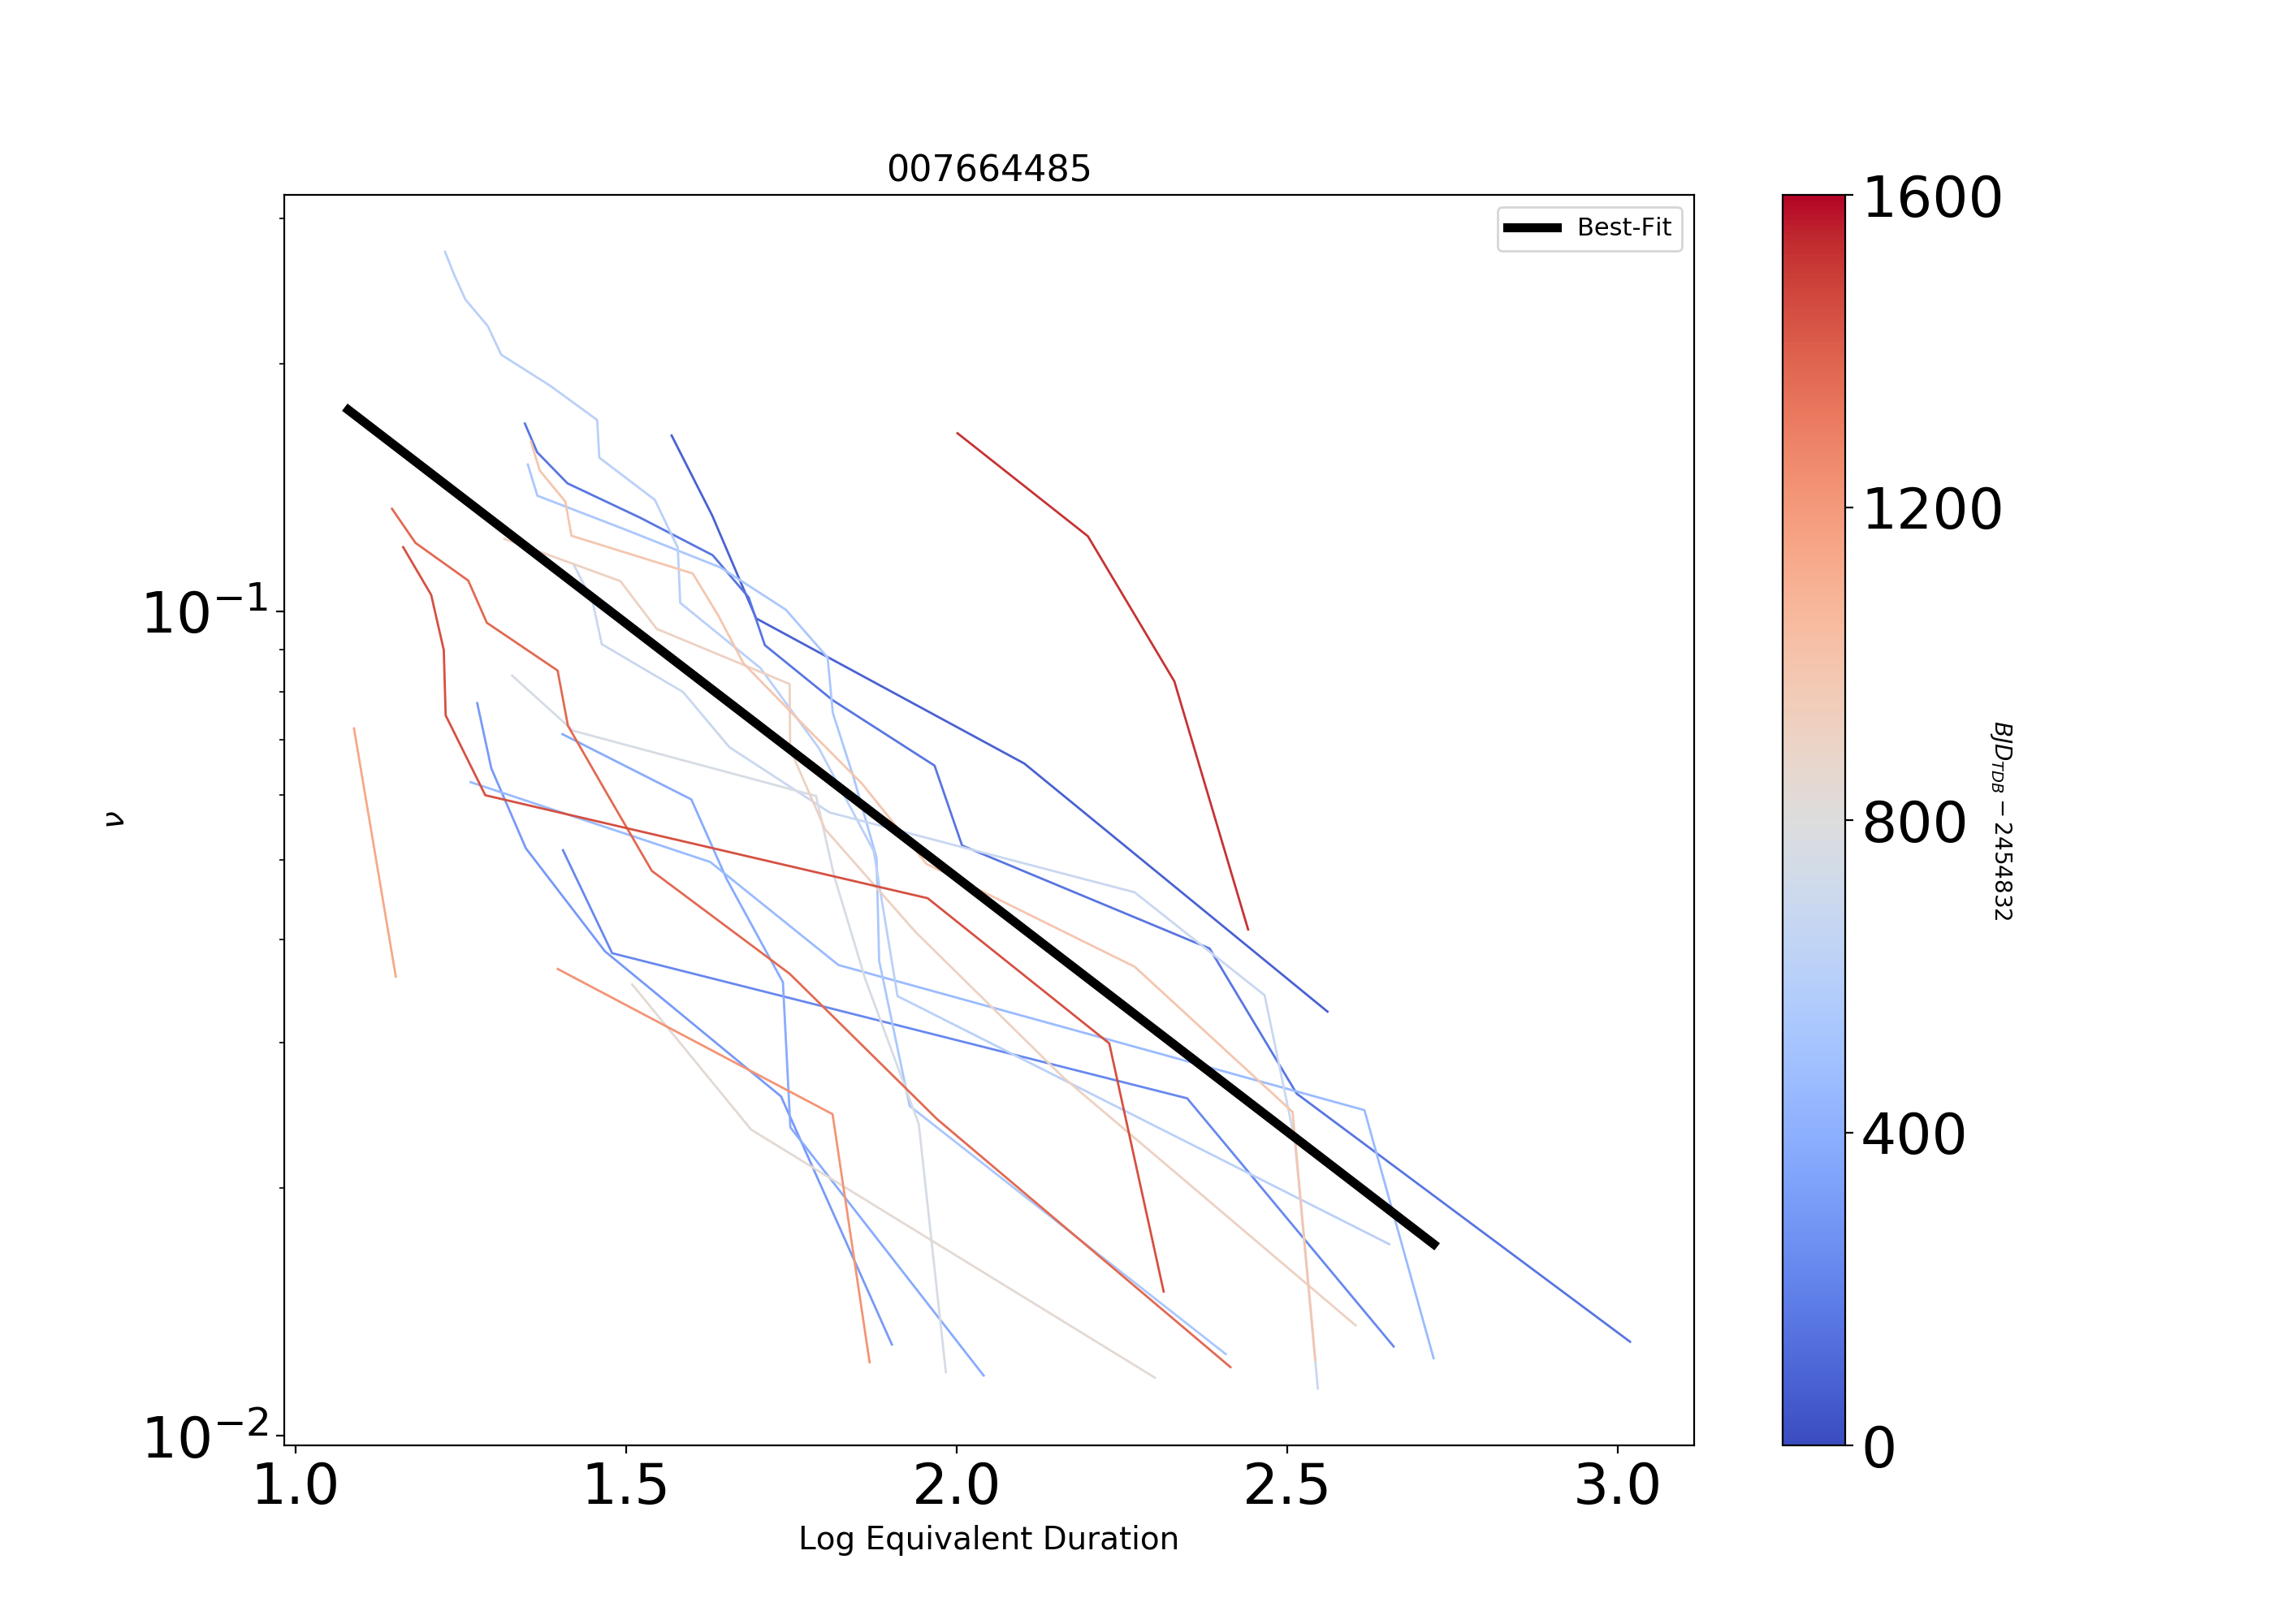 007664485
Best-Fit
10⁻¹
10⁻²
ν
1.0 1.5 2.0 2.5 3.0
Log Equivalent Duration
1600
1200
800
400
0
BJD_TDB − 2454832